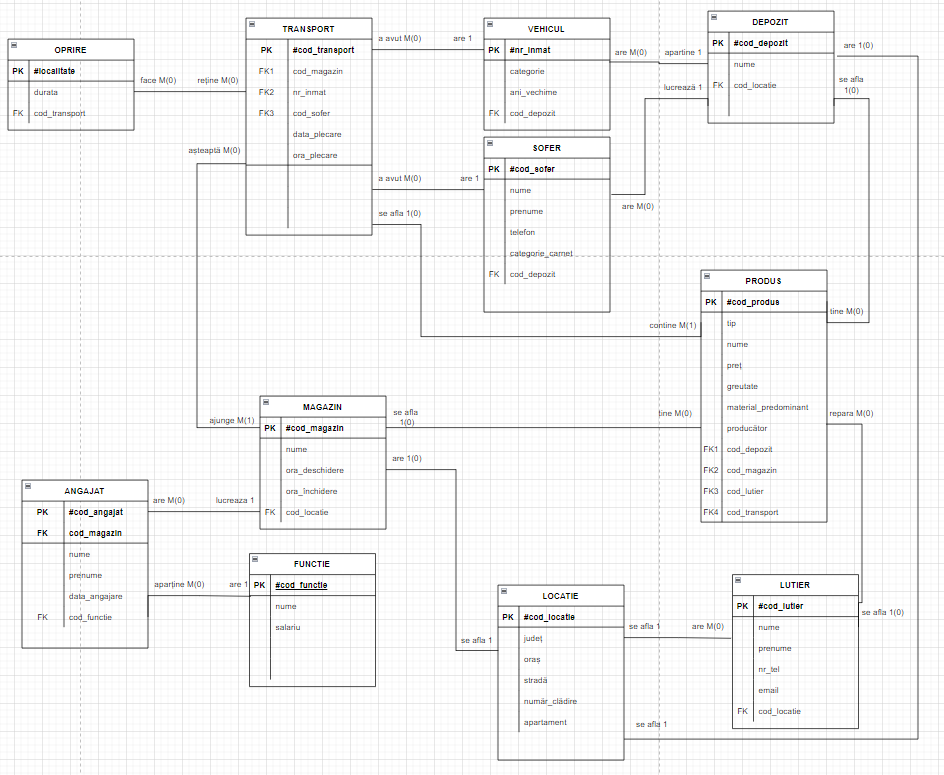 OPRIRE
PK #localitate
durata
FK cod_transport
face M(0)
reține M(0)
TRANSPORT
PK #cod_transport
FK1 cod_magazin
FK2 nr_inmat
FK3 cod_sofer
data_plecare
ora_plecare
a avut M(0)
are 1
VEHICUL
PK #nr_inmat
categorie
ani_vechime
FK cod_depozit
are M(0)
apartine 1
DEPOZIT
PK #cod_depozit
nume
FK cod_locatie
are 1(0)
se afla
1(0)
lucrează 1
așteaptă M(0)
a avut M(0)
are 1
se afla 1(0)
SOFER
PK #cod_sofer
nume
prenume
telefon
categorie_carnet
FK cod_depozit
are M(0)
contine M(1)
PRODUS
PK #cod_produs
tip
nume
preț
greutate
material_predominant
producător
FK1 cod_depozit
FK2 cod_magazin
FK3 cod_lutier
FK4 cod_transport
tine M(0)
repara M(0)
ajunge M(1)
MAGAZIN
PK #cod_magazin
nume
ora_deschidere
ora_închidere
FK cod_locatie
se afla
1(0)
tine M(0)
are 1(0)
ANGAJAT
PK #cod_angajat
FK cod_magazin
nume
prenume
data_angajare
FK cod_functie
are M(0)
lucreaza 1
aparține M(0)
are 1
FUNCTIE
PK #cod_functie
nume
salariu
se afla 1
LOCATIE
PK #cod_locatie
județ
oraș
stradă
număr_clădire
apartament
se afla 1
are M(0)
se afla 1
LUTIER
PK #cod_lutier
nume
prenume
nr_tel
email
FK cod_locatie
se afla 1(0)